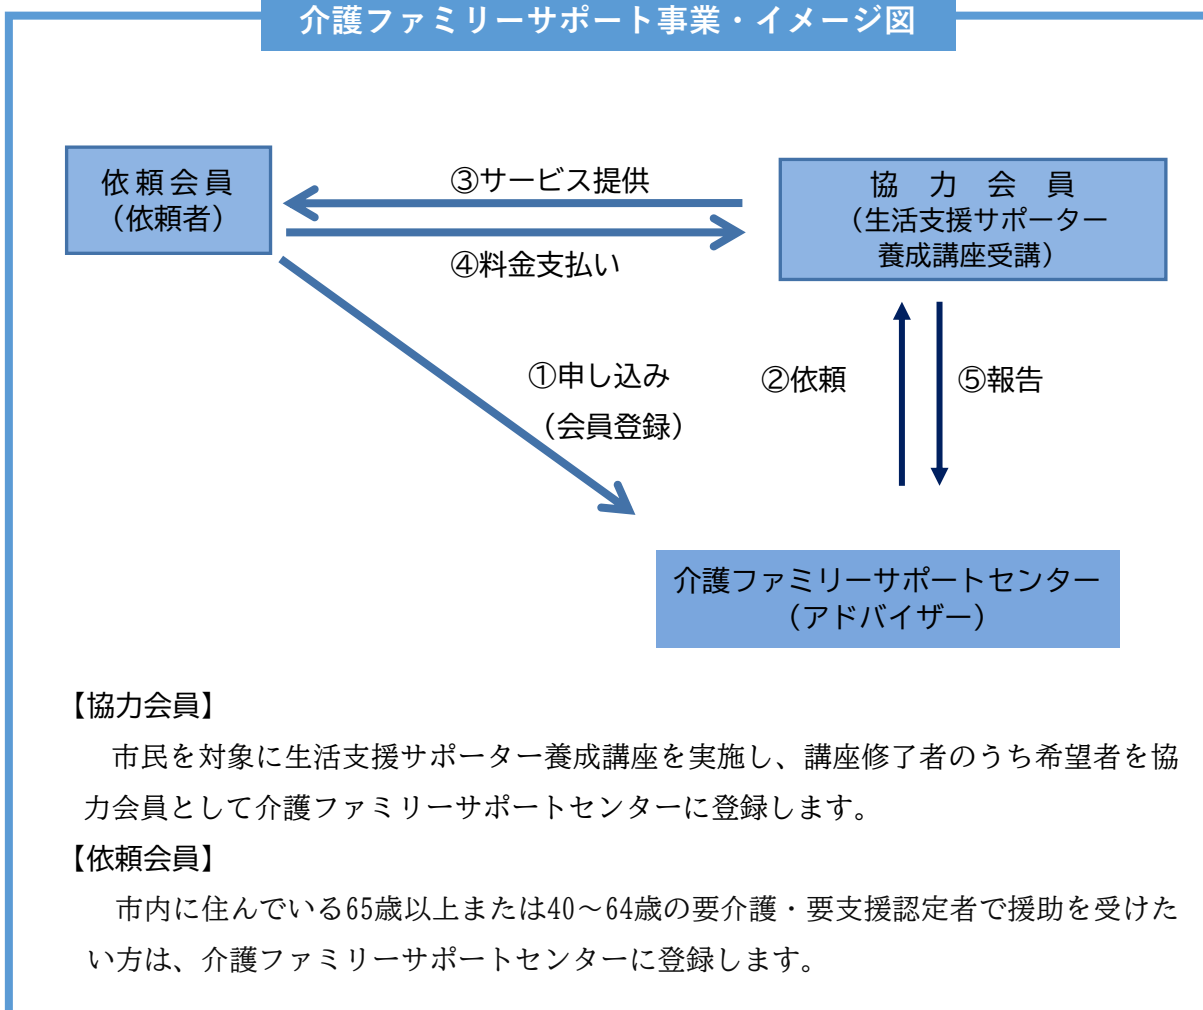 介護ファミリーサポート事業・イメージ図
依頼会員
（依頼者）
③サービス提供
④料金支払い
協 力 会 員
（生活支援サポーター
養成講座受講）
①申し込み
（会員登録）
②依頼
⑤報告
介護ファミリーサポートセンター
（アドバイザー）
【協力会員】
市民を対象に生活支援サポーター養成講座を実施し、講座修了者のうち希望者を協
力会員として介護ファミリーサポートセンターに登録します。
【依頼会員】
市内に住んでいる65歳以上または40～64歳の要介護・要支援認定者で援助を受けた
い方は、介護ファミリーサポートセンターに登録します。